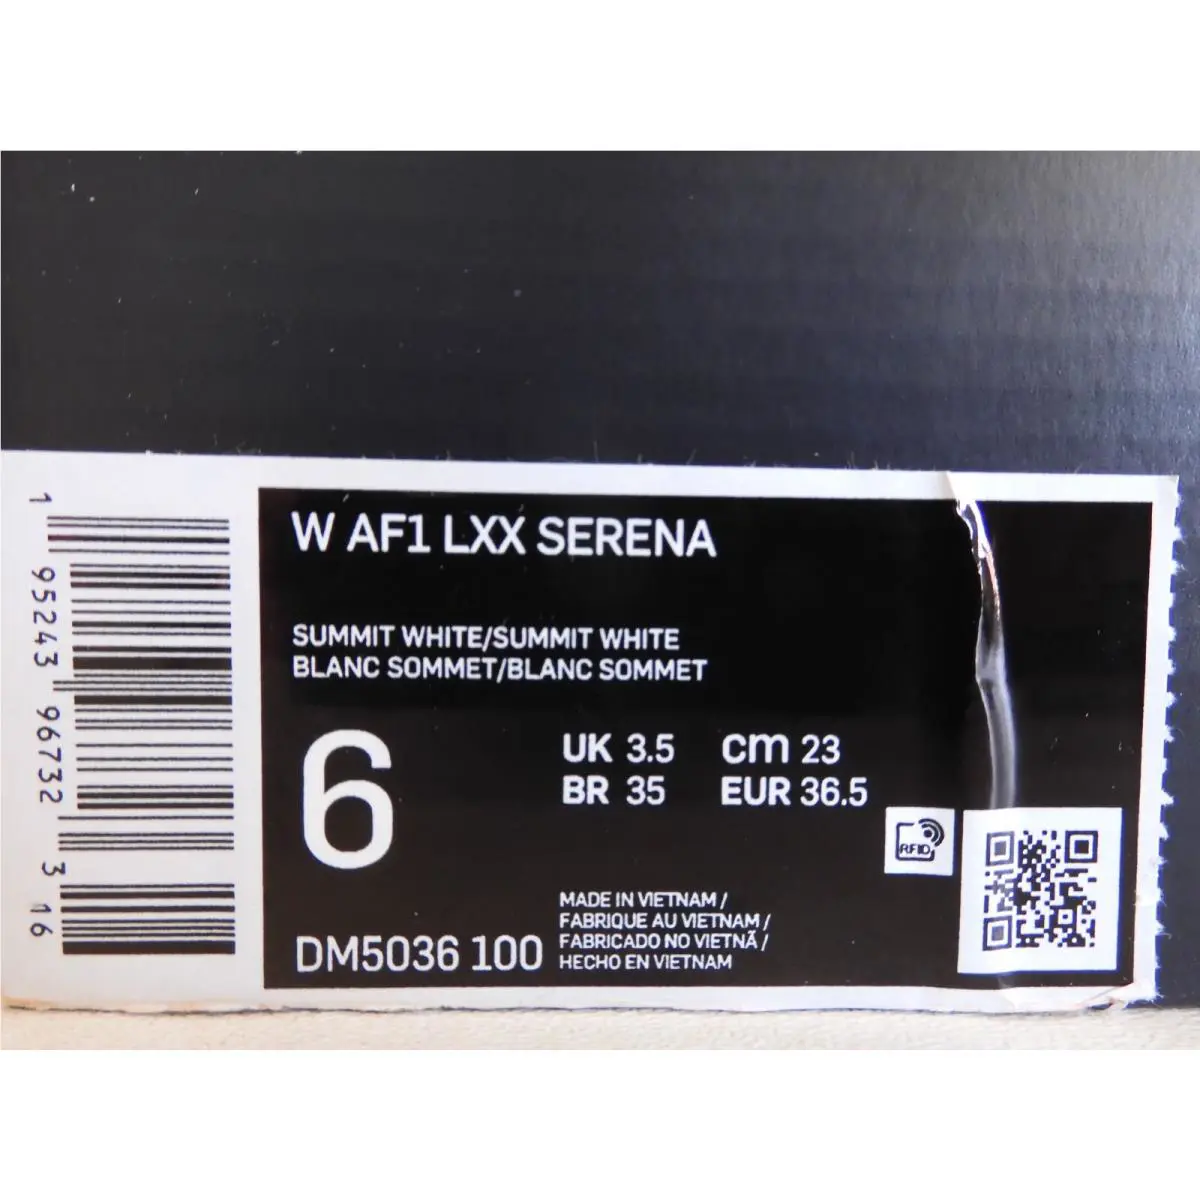 W AF1 LXX SERENA
SUMMIT WHITE/SUMMIT WHITE
BLANC SOMMET/BLANC SOMMET
6
UK 3.5 cm 23
BR 35 EUR 36.5
RFID
DM5036 100
MADE IN VIETNAM /
FABRIQUE AU VIETNAM /
FABRICADO NO VIETNÃ /
HECHO EN VIETNAM
1 95243 96732 3 16